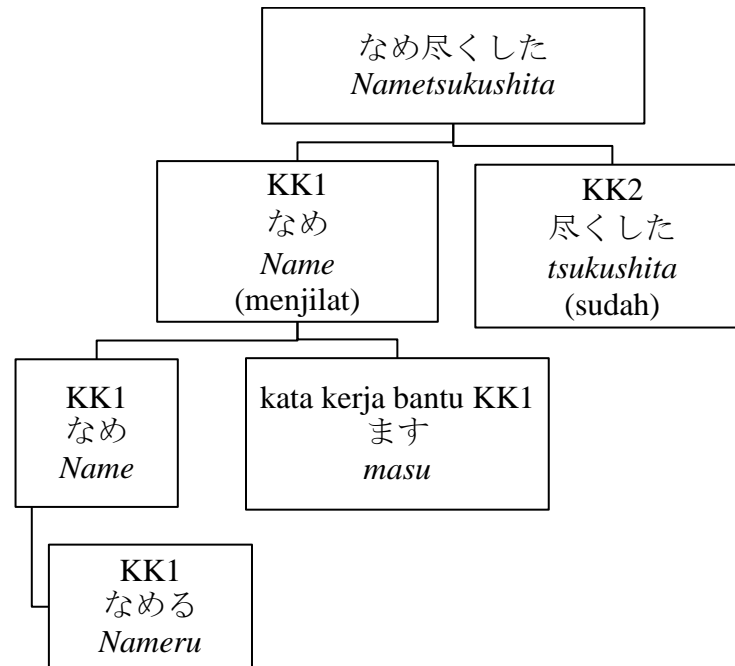 なめ尽くした
Nametsukushita
KK1
なめ
Name
(menjilat)
KK2
尽くした
tsukushita
(sudah)
KK1
なめ
Name
kata kerja bantu KK1
ます
masu
KK1
なめる
Nameru